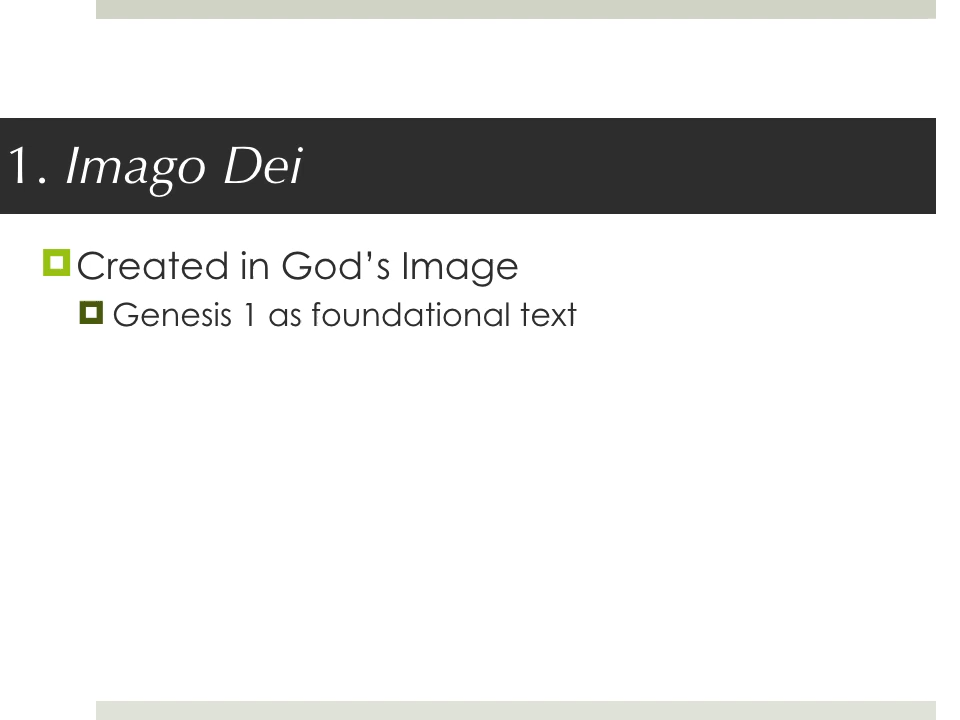 1. Imago Dei
Created in God’s Image
Genesis 1 as foundational text